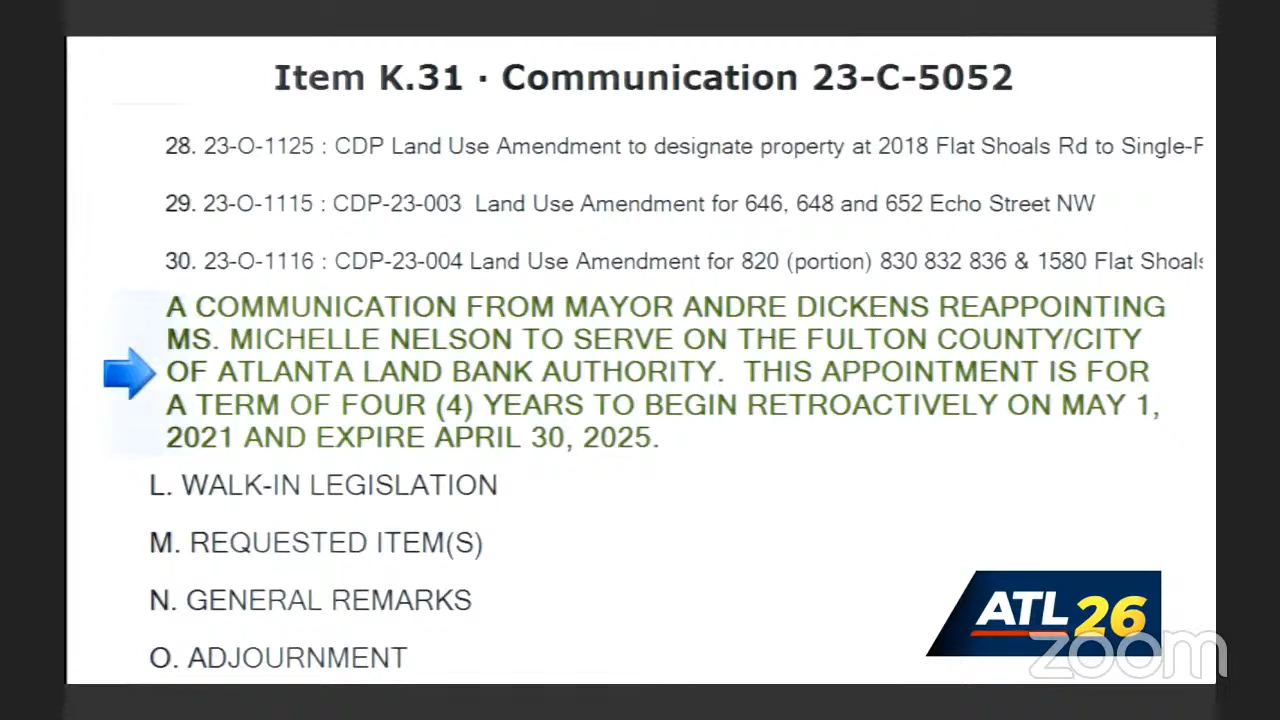 Item K.31 · Communication 23-C-5052
28. 23-O-1125 : CDP Land Use Amendment to designate property at 2018 Flat Shoals Rd to Single-F
29. 23-O-1115 : CDP-23-003 Land Use Amendment for 646, 648 and 652 Echo Street NW
30. 23-O-1116 : CDP-23-004 Land Use Amendment for 820 (portion) 830 832 836 & 1580 Flat Shoals
A COMMUNICATION FROM MAYOR ANDRE DICKENS REAPPOINTING
MS. MICHELLE NELSON TO SERVE ON THE FULTON COUNTY/CITY
OF ATLANTA LAND BANK AUTHORITY. THIS APPOINTMENT IS FOR
A TERM OF FOUR (4) YEARS TO BEGIN RETROACTIVELY ON MAY 1,
2021 AND EXPIRE APRIL 30, 2025.
L. WALK-IN LEGISLATION
M. REQUESTED ITEM(S)
N. GENERAL REMARKS
O. ADJOURNMENT
ATL 26
zoom